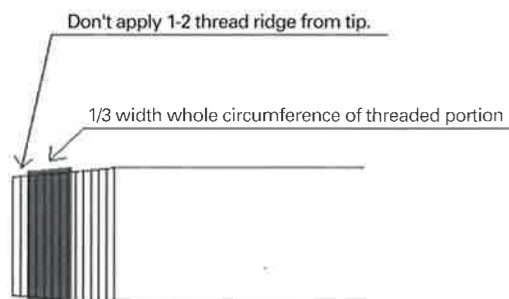 Don't apply 1-2 thread ridge from tip.
1/3 width whole circumference of threaded portion